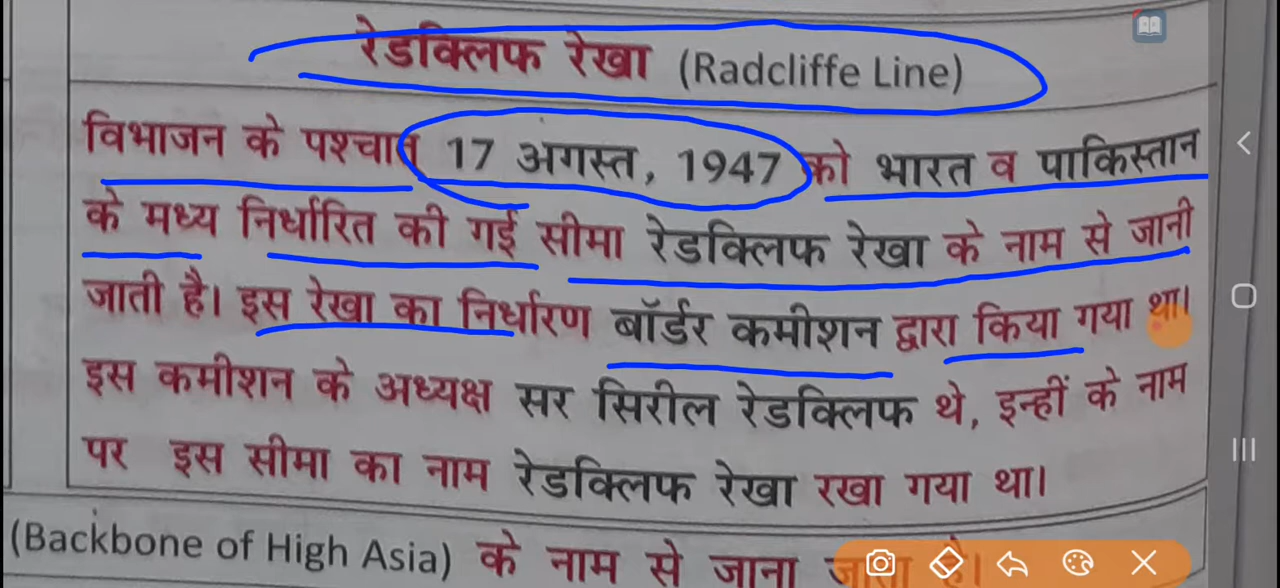 रेडक्लिफ रेखा (Radcliffe Line)
विभाजन के पश्चात् 17 अगस्त, 1947 को भारत व पाकिस्तान
के मध्य निर्धारित की गई सीमा रेडक्लिफ रेखा के नाम से जानी
जाती है। इस रेखा का निर्धारण बॉर्डर कमीशन द्वारा किया गया था।
इस कमीशन के अध्यक्ष सर सिरील रेडक्लिफ थे, इन्हीं के नाम
पर इस सीमा का नाम रेडक्लिफ रेखा रखा गया था।
(Backbone of High Asia) के नाम से जाना जाता है।